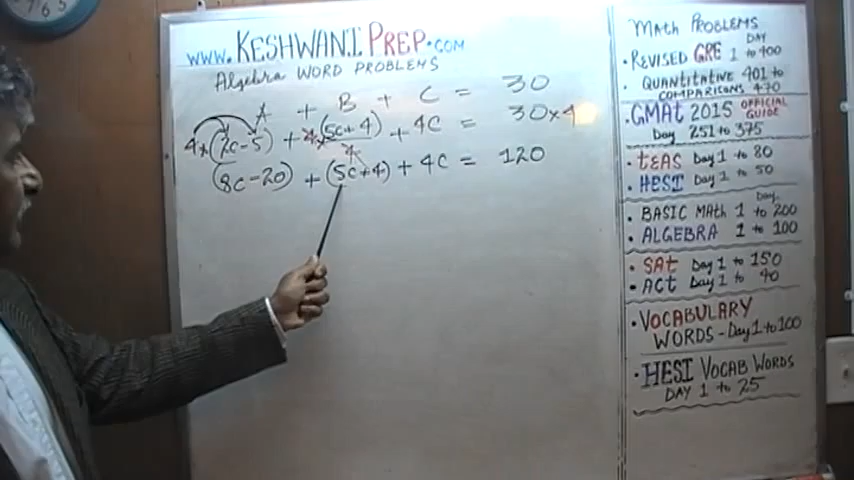 www.KESHWANIPREP.COM
Algebra WORD PROBLEMS
A + B + C = 30
4×(2c-5) + 4×(5c+4)/4 + 4c = 30×4
(8c-20) + (5c+4) + 4c = 120
MATH PROBLEMS
• REVISED GRE DAY 1 to 400
• QUANTITATIVE 401 to
COMPARISONS 470
• GMAT 2015 OFFICIAL GUIDE
Day 251 to 375
• TEAS Day 1 to 80
• HESI Day 1 to 50
Day
• BASIC MATH 1 to 200
• ALGEBRA 1 to 100
• SAT Day 1 to 150
• ACT Day 1 to 40
• VOCABULARY
WORDS - Day 1 to 100
• HESI VOCAB WORDS
DAY 1 to 25